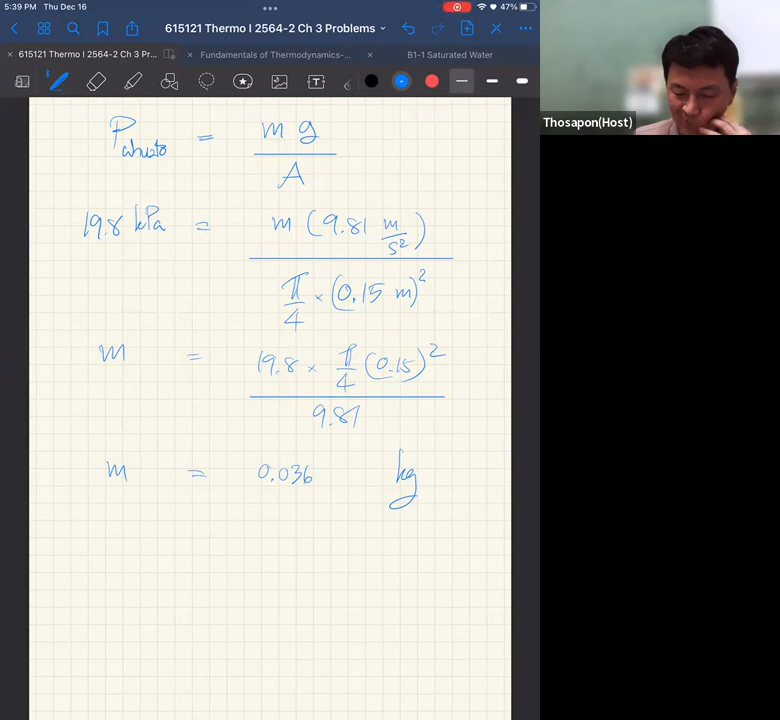 5:39 PM Thu Dec 16
47%
615121 Thermo I 2564-2 Ch 3 Problems
615121 Thermo I 2564-2 Ch 3 Pr...
Fundamentals of Thermodynamics-...
B1-1 Saturated Water
Thosapon(Host)
P = m g / A
19.8 kPa = m (9.81 m/s²) / π/4 × (0.15 m)²
m = 19.8 × π/4 (0.15)² / 9.81
m = 0.036 kg